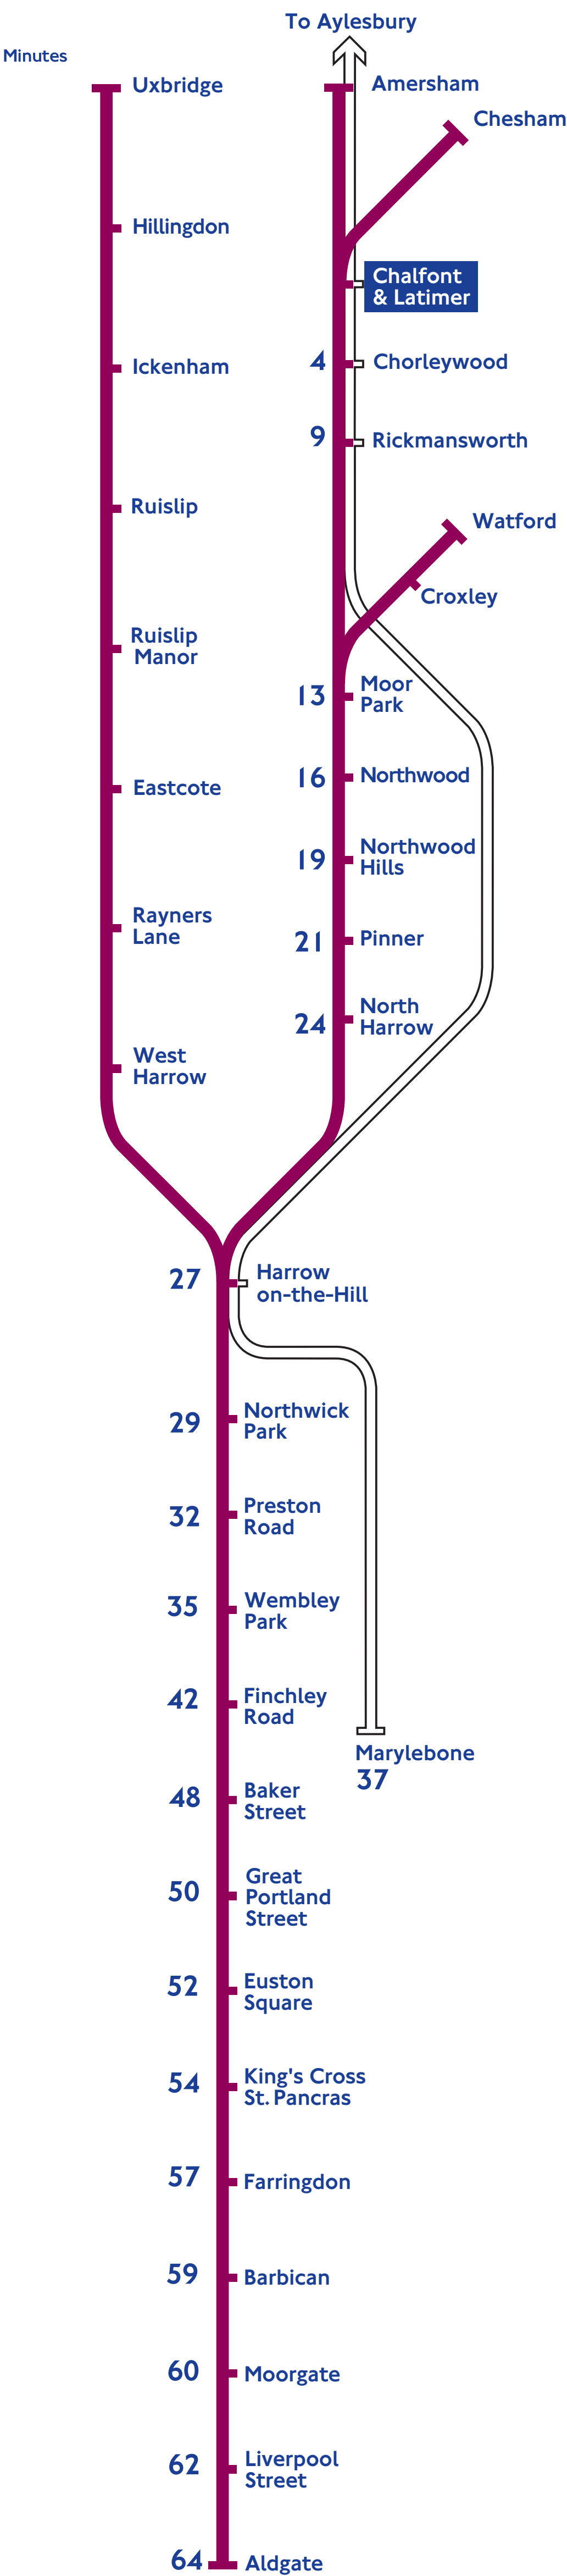 To Aylesbury
Minutes
Uxbridge
Amersham
Chesham
Hillingdon
Chalfont
& Latimer
4 Chorleywood
Ickenham
9 Rickmansworth
Ruislip
Watford
Croxley
Ruislip
Manor
13 Moor
Park
16 Northwood
Eastcote
19 Northwood
Hills
Rayners
Lane
21 Pinner
24 North
Harrow
West
Harrow
27 Harrow
on-the-Hill
29 Northwick
Park
32 Preston
Road
35 Wembley
Park
42 Finchley
Road
Marylebone
37
48 Baker
Street
50 Great
Portland
Street
52 Euston
Square
54 King's Cross
St. Pancras
57 Farringdon
59 Barbican
60 Moorgate
62 Liverpool
Street
64 Aldgate